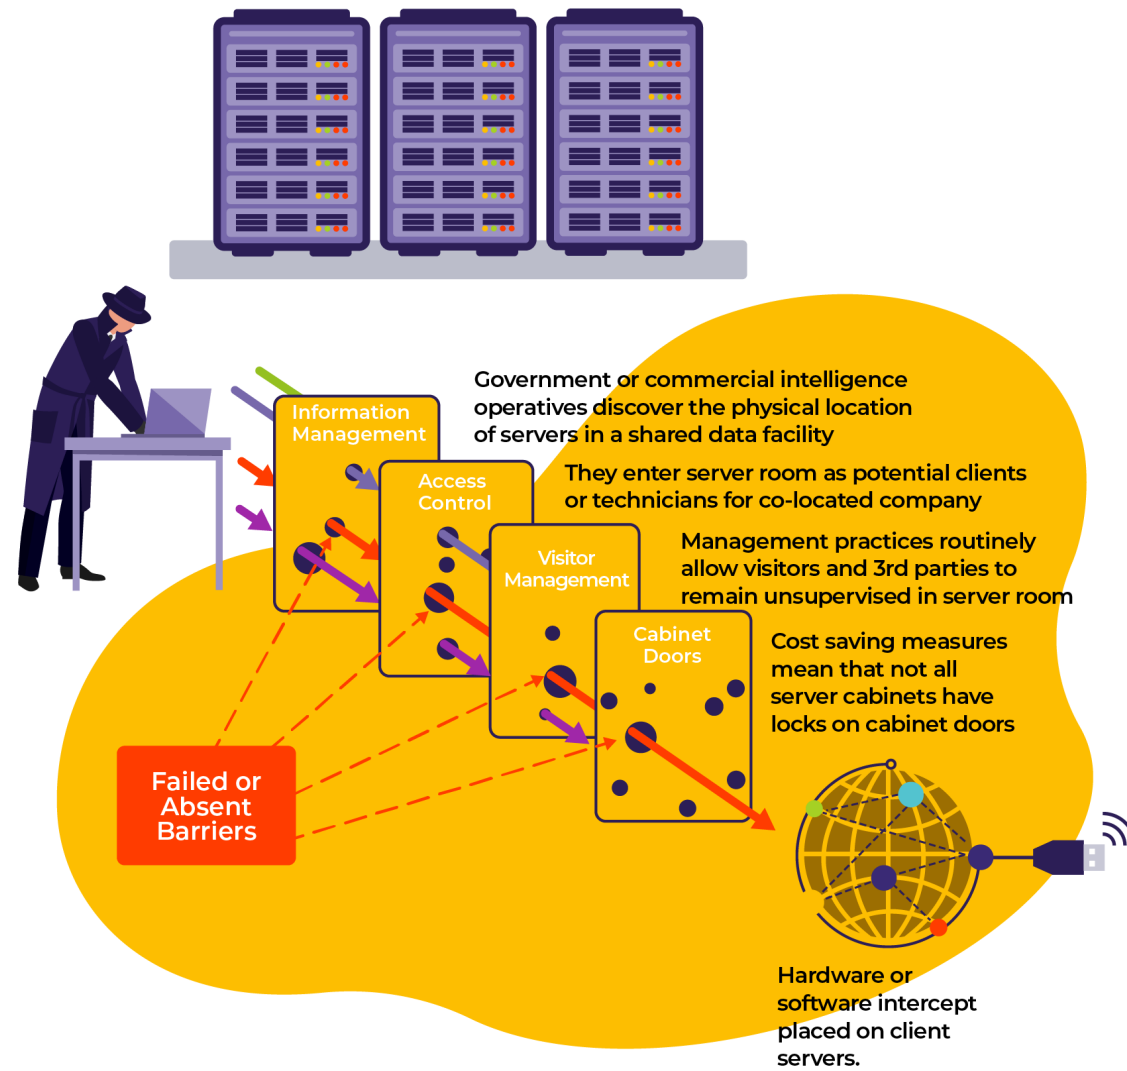 Government or commercial intelligence
operatives discover the physical location
of servers in a shared data facility
Information
Management
They enter server room as potential clients
or technicians for co-located company
Access
Control
Management practices routinely
allow visitors and 3rd parties to
remain unsupervised in server room
Visitor
Management
Cabinet
Doors
Cost saving measures
mean that not all
server cabinets have
locks on cabinet doors
Failed or
Absent
Barriers
Hardware or
software intercept
placed on client
servers.